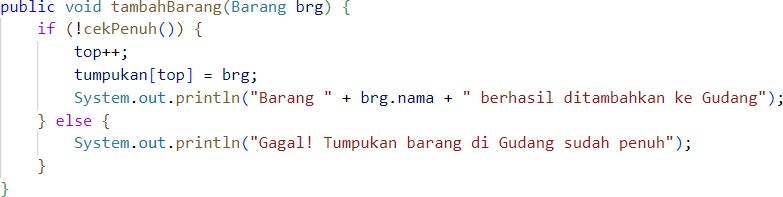 public void tambahBarang(Barang brg) {
    if (!cekPenuh()) {
        top++;
        tumpukan[top] = brg;
        System.out.println("Barang " + brg.nama + " berhasil ditambahkan ke Gudang");
    } else {
        System.out.println("Gagal! Tumpukan barang di Gudang sudah penuh");
    }
}